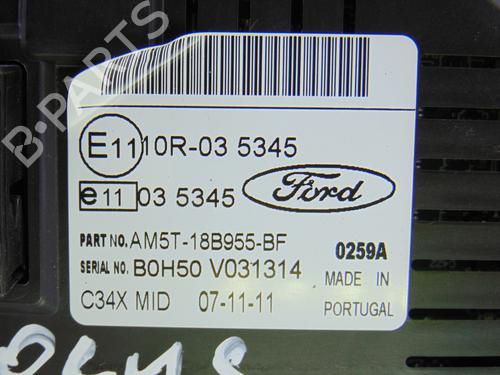 B-PARTS
E11 10R-03 5345
e11 03 5345
Ford
PART NO. AM5T-18B955-BF
0259A
SERIAL NO. B0H50 V031314
MADE IN
C34X MID 07-11-11
PORTUGAL